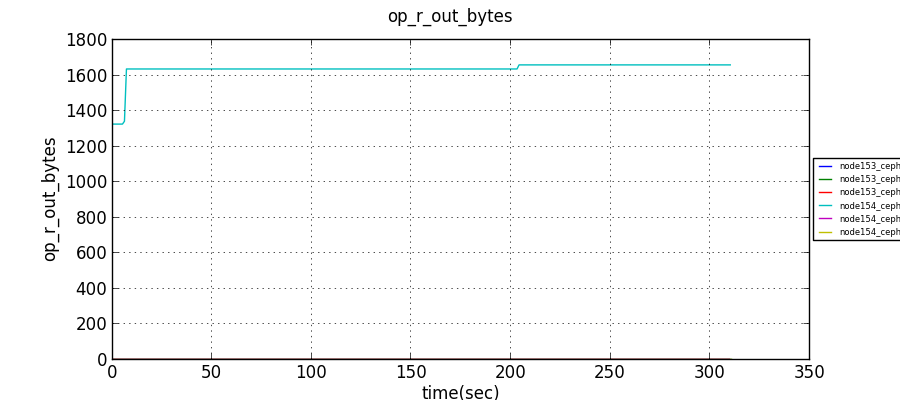 op_r_out_bytes
1800
1600
1400
1200
1000
800
600
400
200
0
op_r_out_bytes
0 50 100 150 200 250 300 350
time(sec)
node153_ceph
node153_ceph
node153_ceph
node154_ceph
node154_ceph
node154_ceph